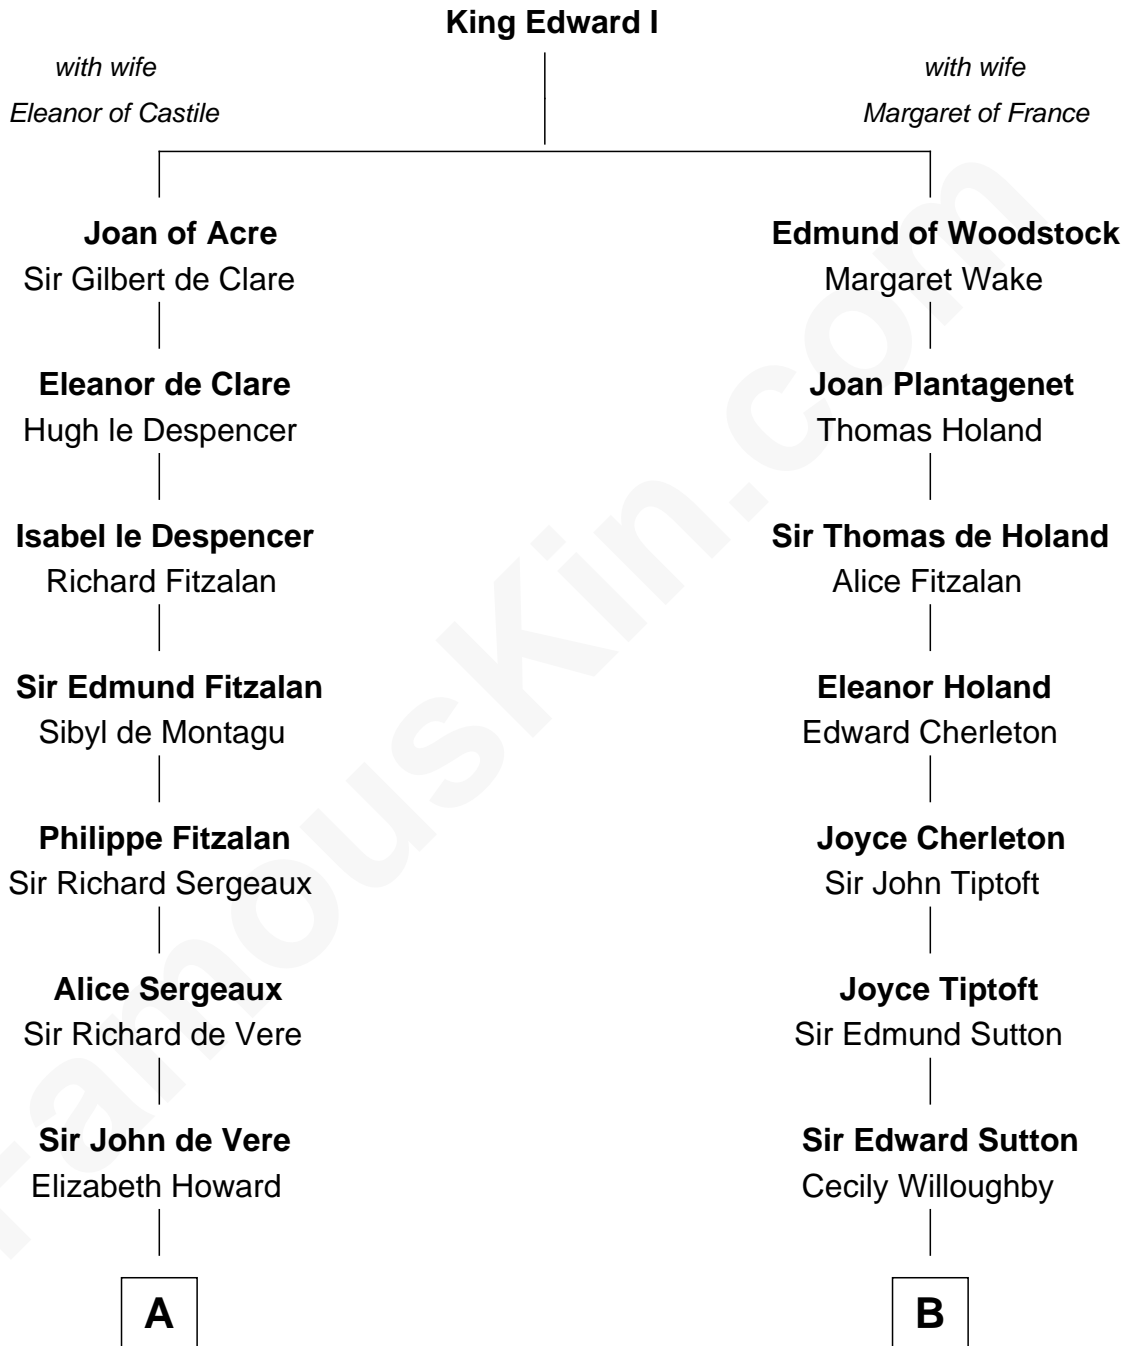 King Edward I
with wife
Eleanor of Castile
with wife
Margaret of France
Joan of Acre
Sir Gilbert de Clare
Edmund of Woodstock
Margaret Wake
Eleanor de Clare
Hugh le Despencer
Joan Plantagenet
Thomas Holand
Isabel le Despencer
Richard Fitzalan
Sir Thomas de Holand
Alice Fitzalan
Sir Edmund Fitzalan
Sibyl de Montagu
Eleanor Holand
Edward Cherleton
Philippe Fitzalan
Sir Richard Sergeaux
Joyce Cherleton
Sir John Tiptoft
Alice Sergeaux
Sir Richard de Vere
Joyce Tiptoft
Sir Edmund Sutton
Sir John de Vere
Elizabeth Howard
Sir Edward Sutton
Cecily Willoughby
A
B
FamousKin.com